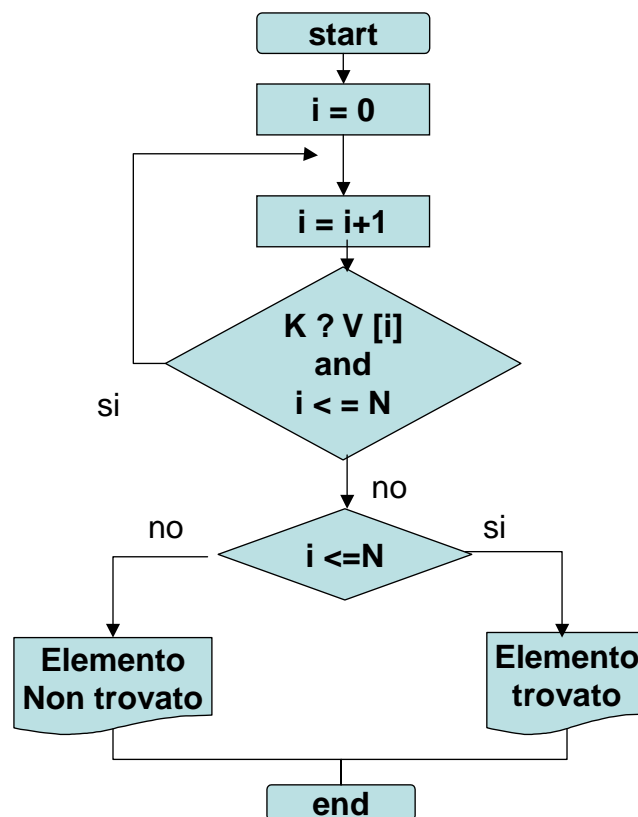 start
i = 0
i = i+1
K ? V [i]
and
i < = N
si
no
no
si
i <=N
Elemento
Non trovato
Elemento
trovato
end